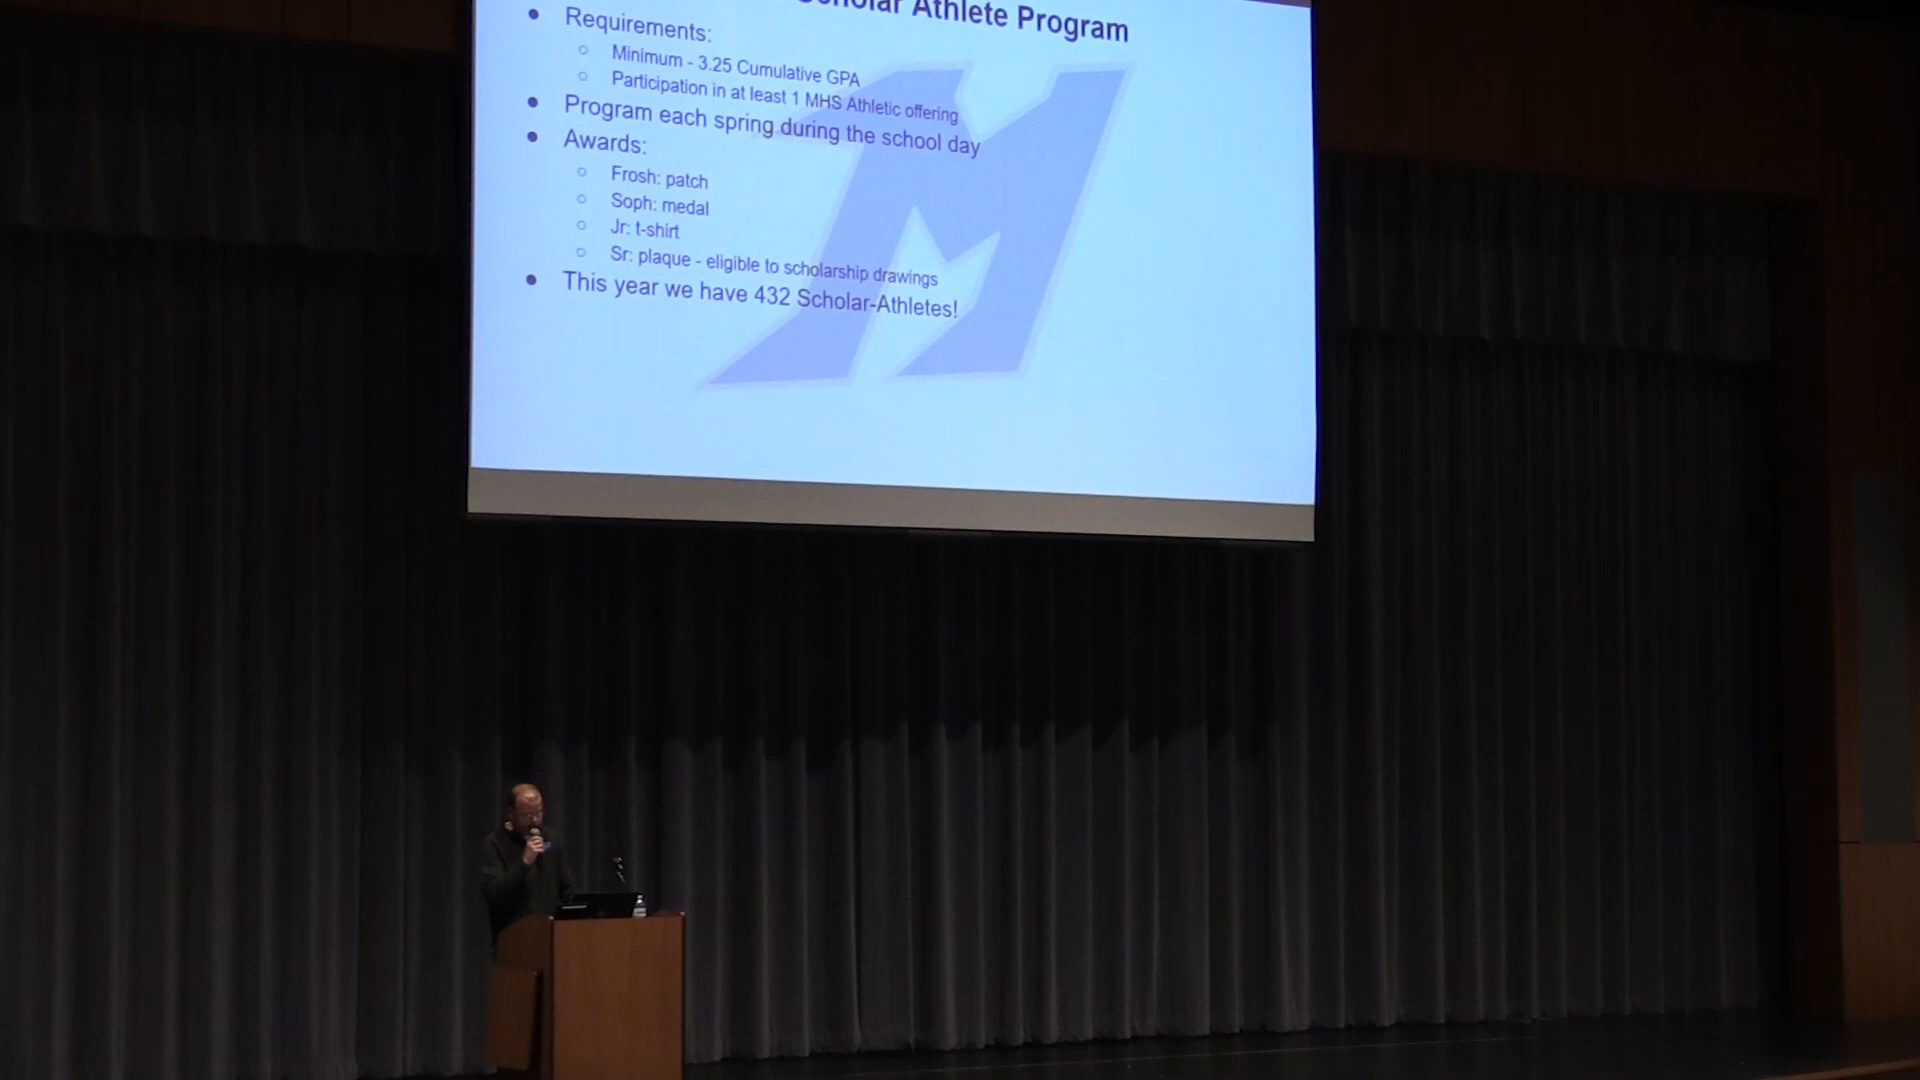 Scholar Athlete Program
● Requirements:
○ Minimum - 3.25 Cumulative GPA
○ Participation in at least 1 MHS Athletic offering
● Program each spring during the school day
● Awards:
○ Frosh: patch
○ Soph: medal
○ Jr: t-shirt
○ Sr: plaque - eligible to scholarship drawings
● This year we have 432 Scholar-Athletes!